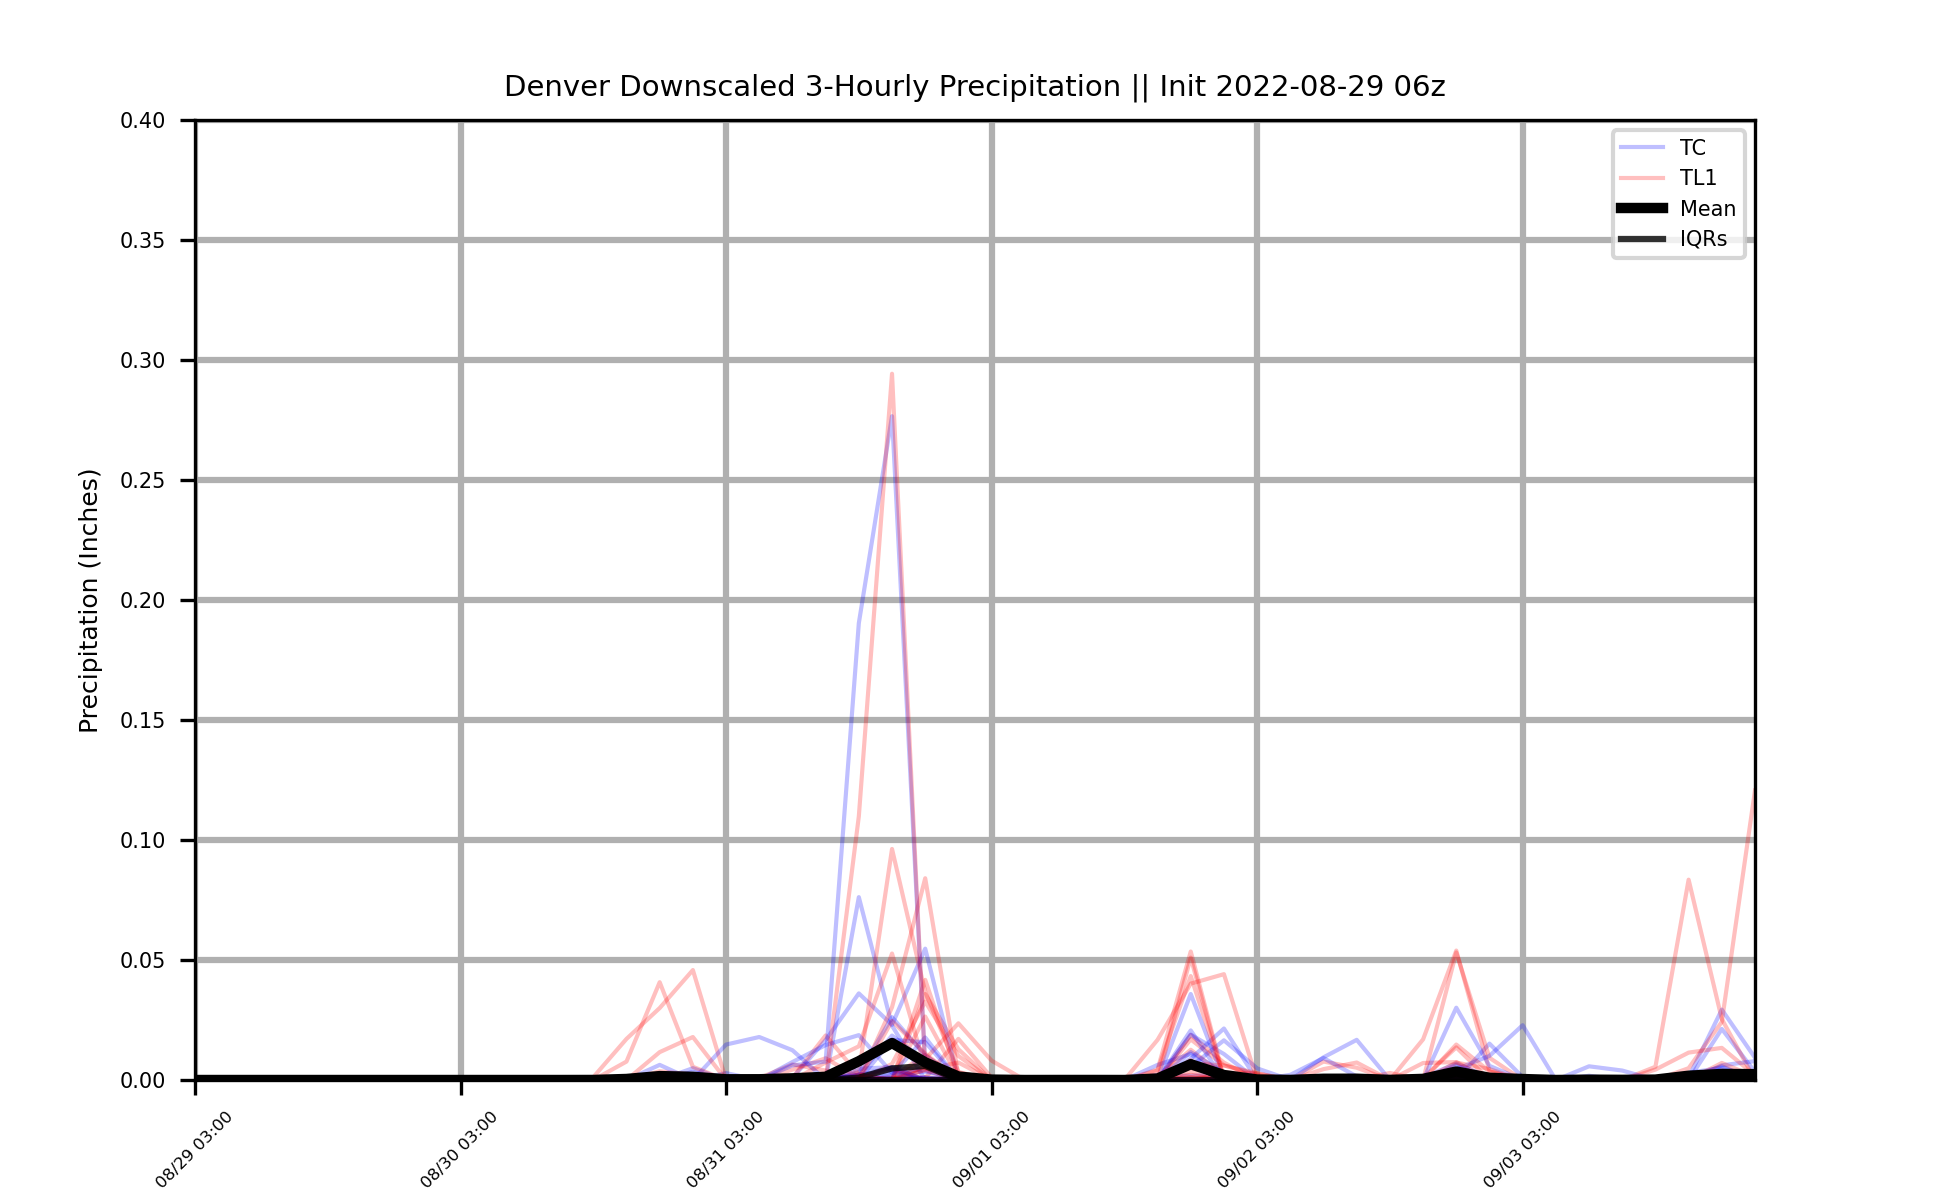 Denver Downscaled 3-Hourly Precipitation || Init 2022-08-29 06z
Precipitation (Inches)
0.40
0.35
0.30
0.25
0.20
0.15
0.10
0.05
0.00
TC
TL1
Mean
IQRs
08/29 03:00
08/30 03:00
08/31 03:00
09/01 03:00
09/02 03:00
09/03 03:00